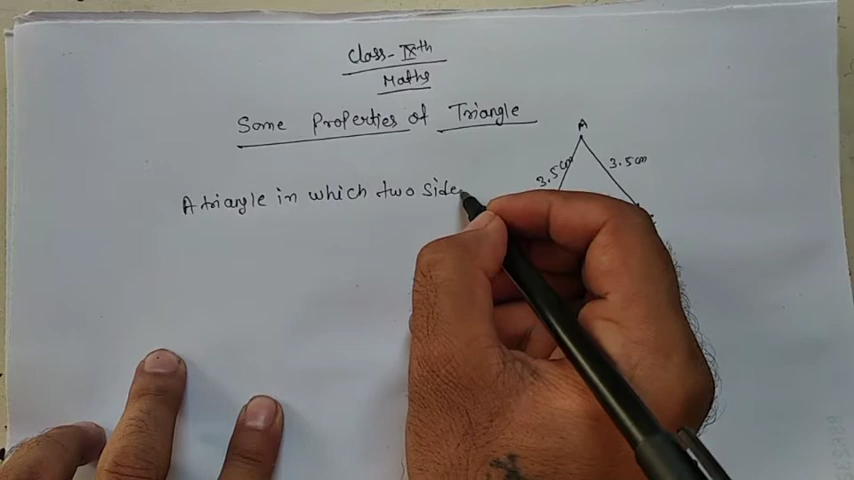 Class-IXth
Maths
Some Properties of Triangle
A
3.5cm 3.5cm
A triangle in which two side